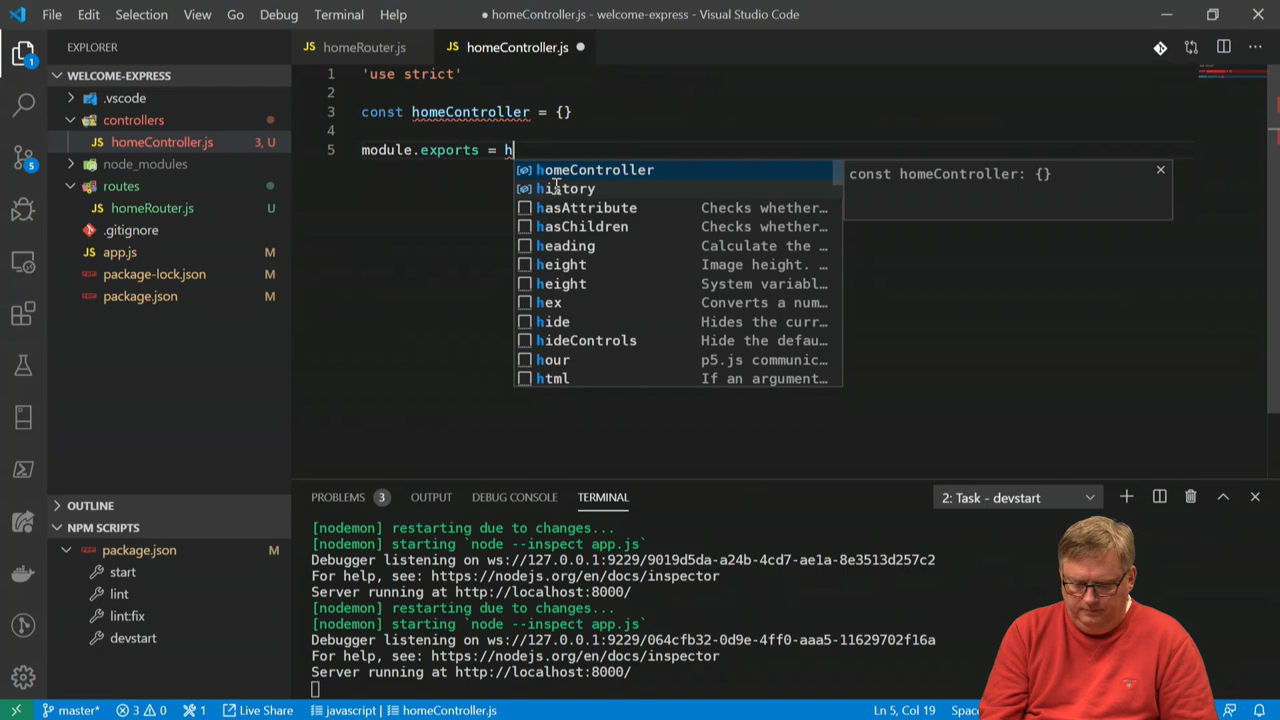 File Edit Selection View Go Debug Terminal Help
● homeController.js - welcome-express - Visual Studio Code
EXPLORER
WELCOME-EXPRESS
.vscode
controllers
JS homeController.js 3, U
node_modules
routes
JS homeRouter.js U
.gitignore
JS app.js M
package-lock.json M
package.json M
OUTLINE
NPM SCRIPTS
package.json M
start
lint
lint:fix
devstart
1
5
JS homeRouter.js
JS homeController.js ●
1 'use strict'
2
3 const homeController = {}
4
5 module.exports = h
homeController
history
hasAttribute Checks whether…
hasChildren Checks whether…
heading Calculate the …
height Image height. …
height System variabl…
hex Converts a num…
hide Hides the curr…
hideControls Hide the defau…
hour p5.js communic…
html If an argument…
const homeController: {}
PROBLEMS 3 OUTPUT DEBUG CONSOLE TERMINAL
2: Task - devstart
[nodemon] restarting due to changes...
[nodemon] starting `node --inspect app.js`
Debugger listening on ws://127.0.0.1:9229/9019d5da-a24b-4cd7-ae1a-8e3513d257c2
For help, see: https://nodejs.org/en/docs/inspector
Server running at http://localhost:8000/
[nodemon] restarting due to changes...
[nodemon] starting `node --inspect app.js`
Debugger listening on ws://127.0.0.1:9229/064cfb32-0d9e-4ff0-aaa5-11629702f16a
For help, see: https://nodejs.org/en/docs/inspector
Server running at http://localhost:8000/
master* 3 0 1 Live Share javascript | homeController.js Ln 5, Col 19